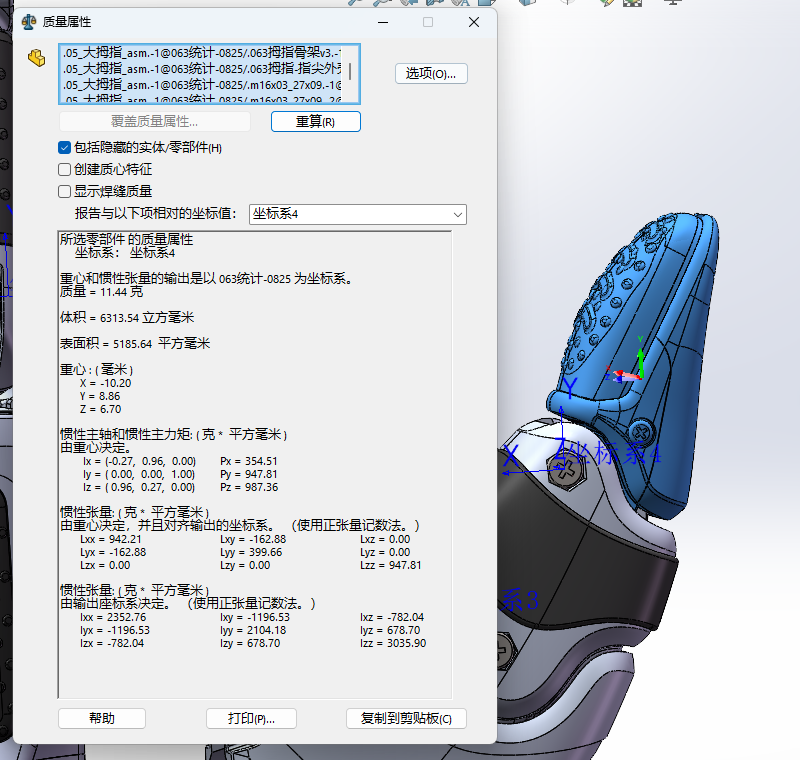 质量属性
.05_大拇指_asm.-1@063统计-0825/.063拇指骨架v3.-
.05_大拇指_asm.-1@063统计-0825/.063拇指-指尖外
.05_大拇指_asm.-1@063统计-0825/.m16x03_27x09.-1@
.05_大拇指_asm.-1@063统计-0825/.m16x03_27x09.-2@
选项(O)...
覆盖质量属性...
重算(R)
包括隐藏的实体/零部件(H)
创建质心特征
显示焊缝质量
报告与以下项相对的坐标值:
坐标系4
所选零部件 的质量属性
坐标系: 坐标系4
重心和惯性张量的输出是以 063统计-0825 为坐标系。
质量 = 11.44 克
体积 = 6313.54 立方毫米
表面积 = 5185.64 平方毫米
重心 : ( 毫米 )
X = -10.20
Y = 8.86
Z = 6.70
惯性主轴和惯性主力矩: ( 克 * 平方毫米 )
由重心决定。
Ix = (-0.27, 0.96, 0.00) Px = 354.51
Iy = ( 0.00, 0.00, 1.00) Py = 947.81
Iz = ( 0.96, 0.27, 0.00) Pz = 987.36
惯性张量: ( 克 * 平方毫米 )
由重心决定，并且对齐输出的坐标系。 (使用正张量记数法。)
Lxx = 942.21 Lxy = -162.88 Lxz = 0.00
Lyx = -162.88 Lyy = 399.66 Lyz = 0.00
Lzx = 0.00 Lzy = 0.00 Lzz = 947.81
惯性张量: ( 克 * 平方毫米 )
由输出座标系决定。 (使用正张量记数法。)
Ixx = 2352.76 Ixy = -1196.53 Ixz = -782.04
Iyx = -1196.53 Iyy = 2104.18 Iyz = 678.70
Izx = -782.04 Izy = 678.70 Izz = 3035.90
帮助
打印(P)...
复制到剪贴板(C)
Y
Y
X
Z坐标系4
系3